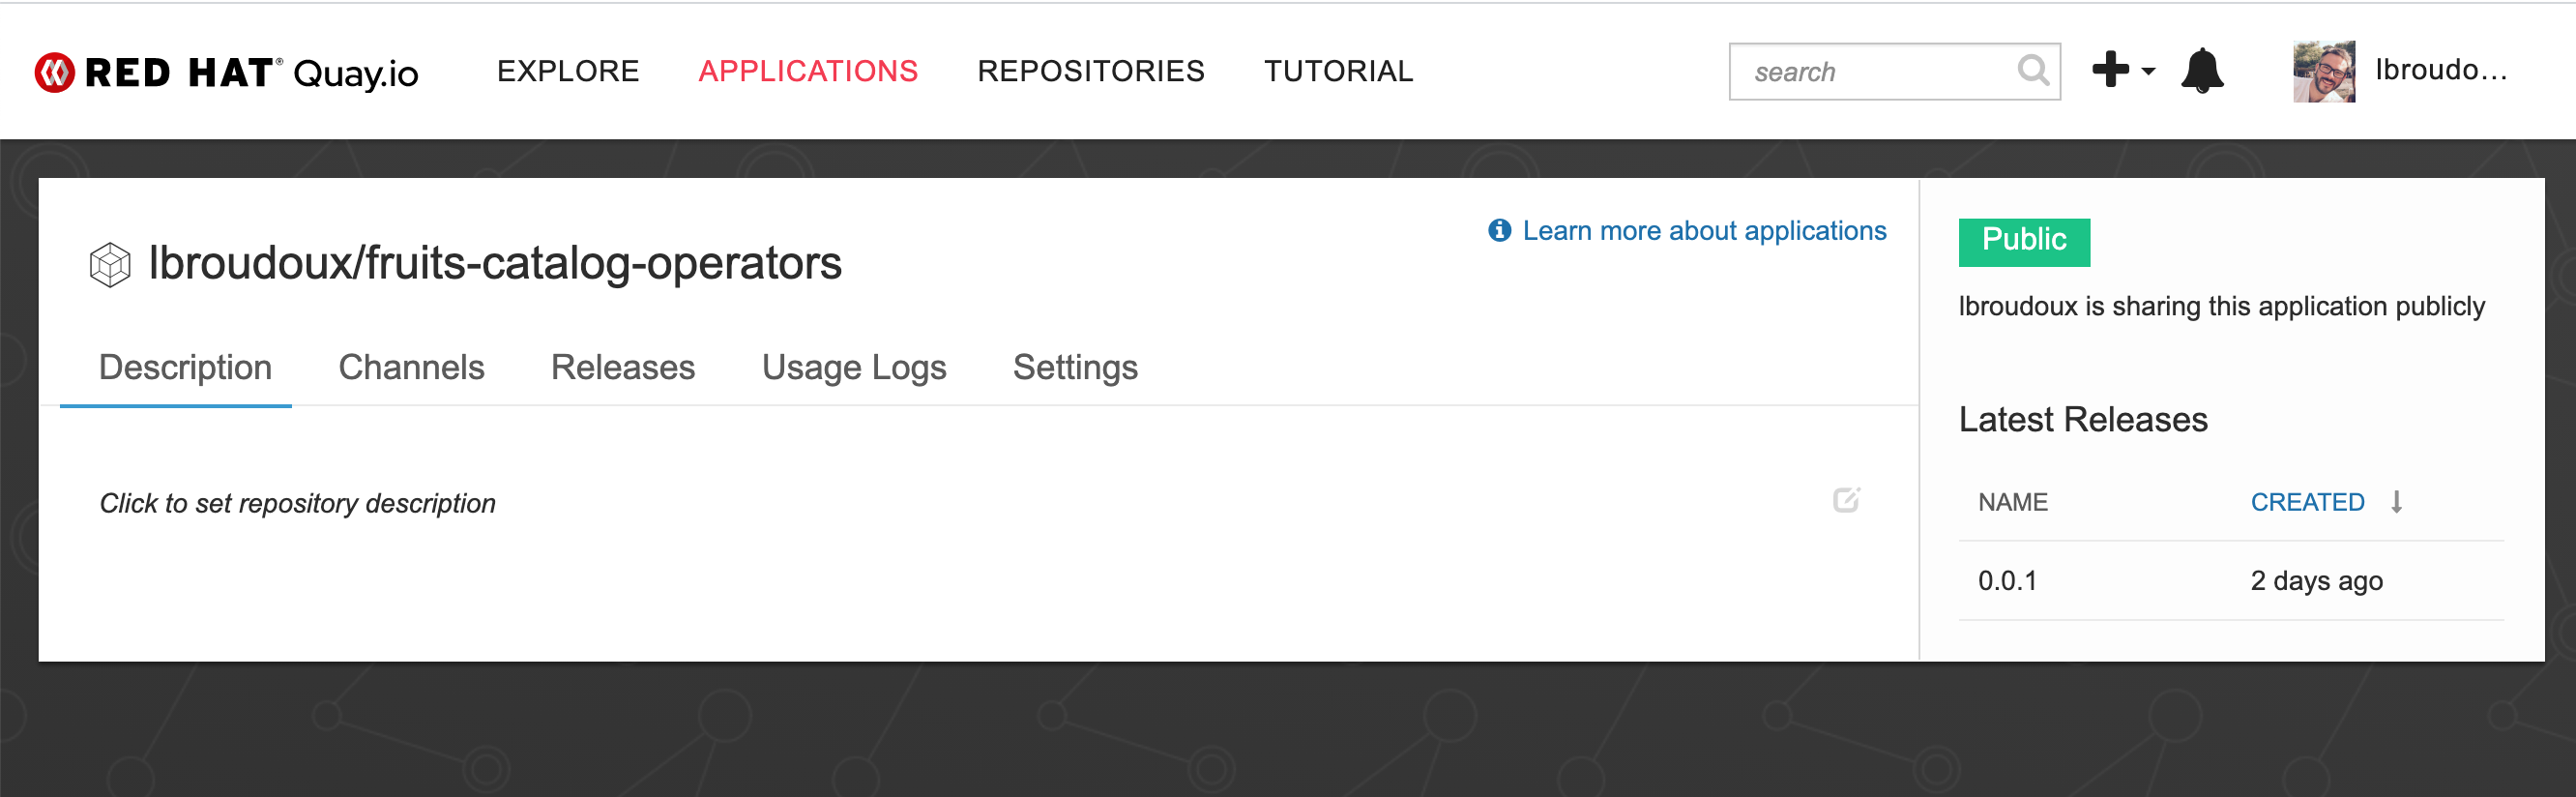 RED HAT® Quay.io EXPLORE APPLICATIONS REPOSITORIES TUTORIAL search lbroudo...
lbroudoux/fruits-catalog-operators
Learn more about applications
Description Channels Releases Usage Logs Settings
Click to set repository description
Public
lbroudoux is sharing this application publicly
Latest Releases
NAME CREATED
0.0.1 2 days ago